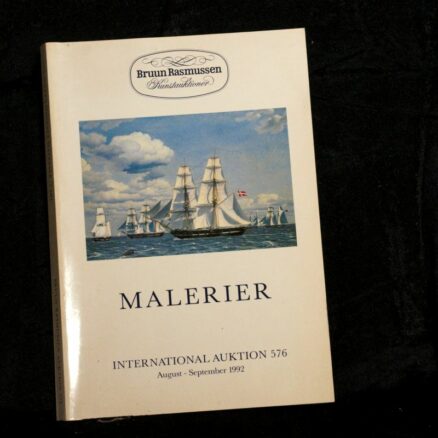 Bruun Rasmussen
Kunstauktioner
MALERIER
INTERNATIONAL AUKTION 576
August - September 1992